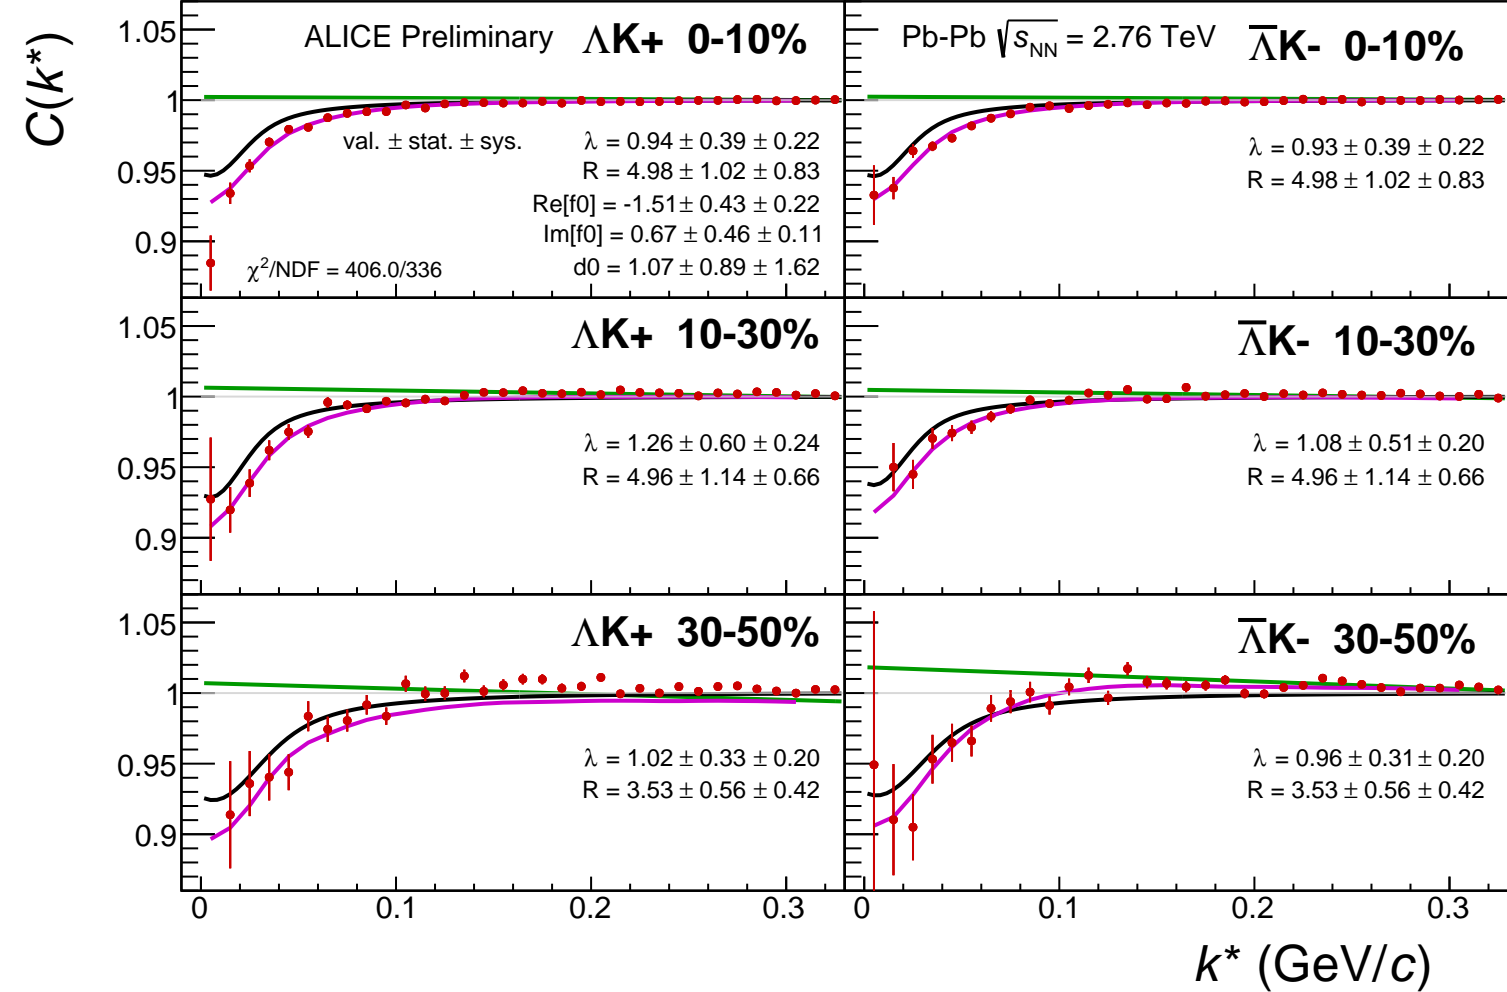 C(k*)
ALICE Preliminary ΛK+ 0-10%
1.05
1
0.95
0.9
val. ± stat. ± sys.
λ = 0.94 ± 0.39 ± 0.22
R = 4.98 ± 1.02 ± 0.83
Re[f0] = -1.51± 0.43 ± 0.22
Im[f0] = 0.67 ± 0.46 ± 0.11
d0 = 1.07 ± 0.89 ± 1.62
χ²/NDF = 406.0/336
Pb-Pb √s_NN = 2.76 TeV Λ̅K- 0-10%
λ = 0.93 ± 0.39 ± 0.22
R = 4.98 ± 1.02 ± 0.83
ΛK+ 10-30%
1.05
1
0.95
0.9
λ = 1.26 ± 0.60 ± 0.24
R = 4.96 ± 1.14 ± 0.66
Λ̅K- 10-30%
λ = 1.08 ± 0.51 ± 0.20
R = 4.96 ± 1.14 ± 0.66
ΛK+ 30-50%
1.05
1
0.95
0.9
λ = 1.02 ± 0.33 ± 0.20
R = 3.53 ± 0.56 ± 0.42
Λ̅K- 30-50%
λ = 0.96 ± 0.31 ± 0.20
R = 3.53 ± 0.56 ± 0.42
0 0.1 0.2 0.3
0 0.1 0.2 0.3
k* (GeV/c)